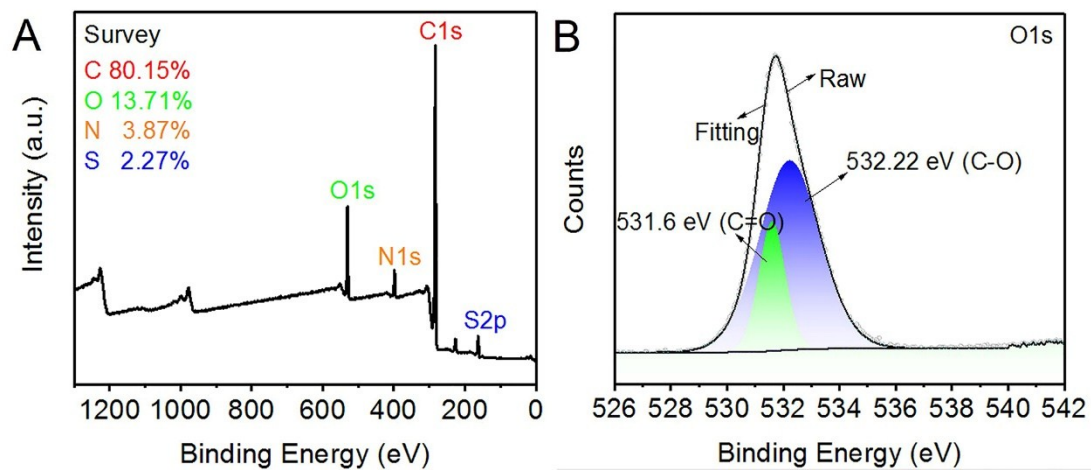 A
Survey
C 80.15%
O 13.71%
N 3.87%
S 2.27%
C1s
O1s
N1s
S2p
Intensity (a.u.)
1200 1000 800 600 400 200 0
Binding Energy (eV)
B
O1s
Raw
Fitting
532.22 eV (C-O)
531.6 eV (C=O)
Counts
526 528 530 532 534 536 538 540 542
Binding Energy (eV)